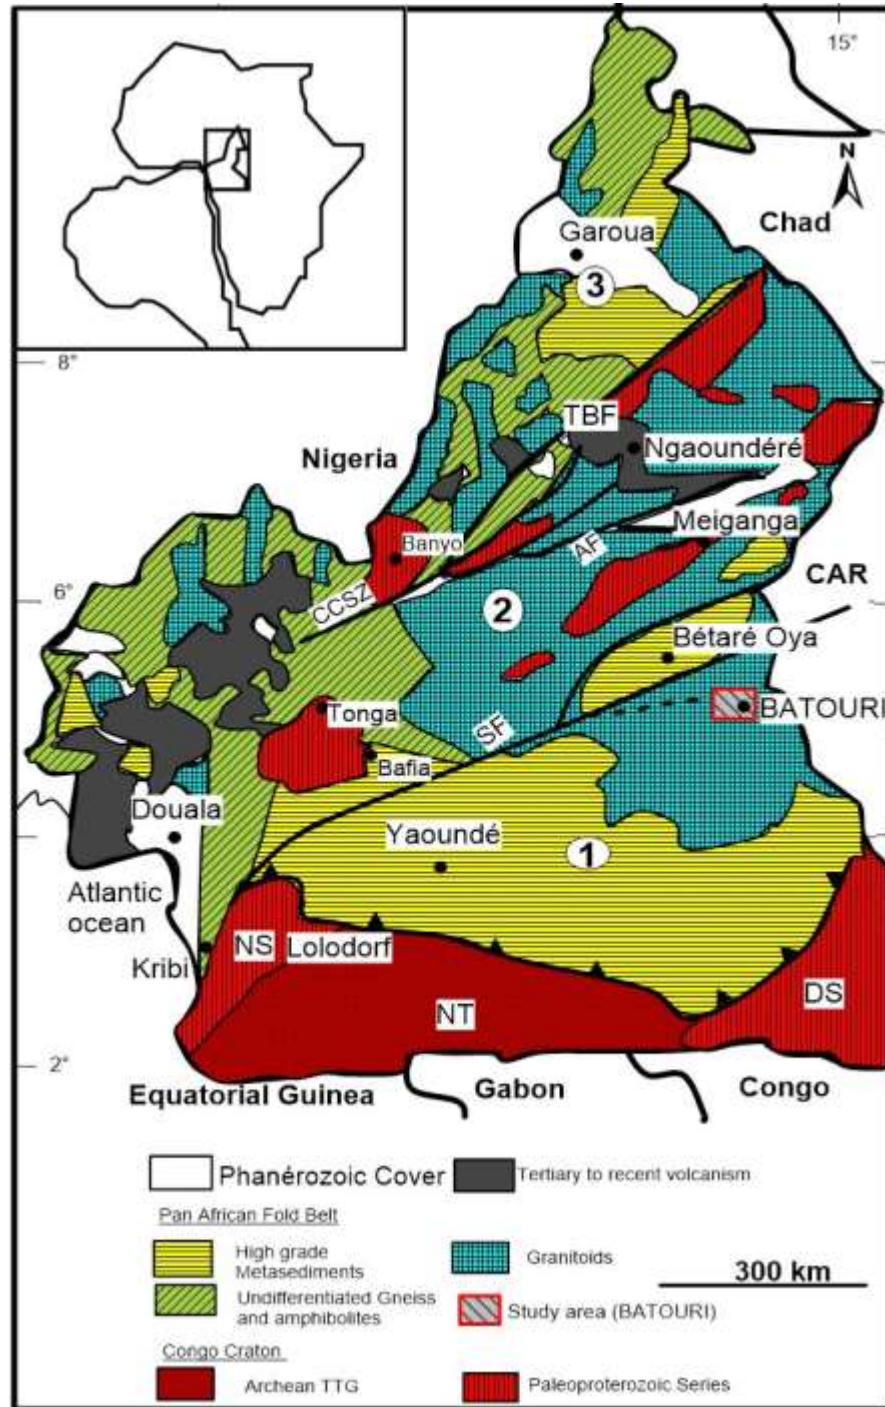 15°
N
Chad
Garoua
3
8°
TBF
Ngaoundéré
Nigeria
Meiganga
Banyo
AF
CCSZ
CAR
6°
2
Bétaré Oya
BATOURI
Tonga
SF
Bafia
Douala
Yaoundé
1
Atlantic
ocean
NS
Lolodorf
Kribi
DS
NT
2°
Equatorial Guinea
Gabon
Congo
Phanérozoic Cover
Tertiary to recent volcanism
Pan African Fold Belt
High grade
Metasediments
Granitoids
300 km
Undifferentiated Gneiss
and amphibolites
Study area (BATOURI)
Congo Craton
Archean TTG
Paleoproterozoic Series